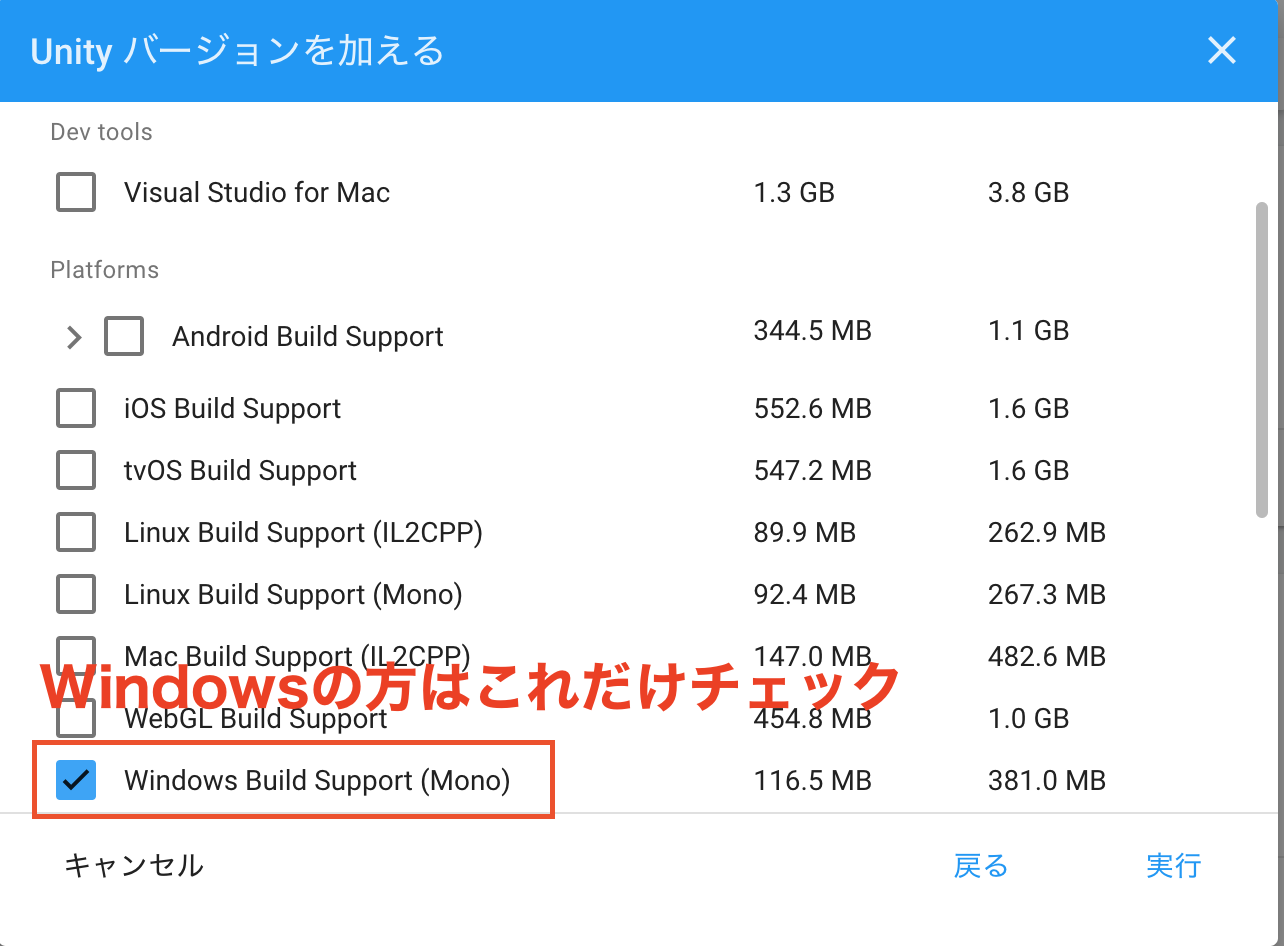 Unity バージョンを加える
Dev tools
Visual Studio for Mac 1.3 GB 3.8 GB
Platforms
Android Build Support 344.5 MB 1.1 GB
iOS Build Support 552.6 MB 1.6 GB
tvOS Build Support 547.2 MB 1.6 GB
Linux Build Support (IL2CPP) 89.9 MB 262.9 MB
Linux Build Support (Mono) 92.4 MB 267.3 MB
Mac Build Support (IL2CPP) 147.0 MB 482.6 MB
Windowsの方はこれだけチェック
WebGL Build Support 454.8 MB 1.0 GB
Windows Build Support (Mono) 116.5 MB 381.0 MB
キャンセル 戻る 実行